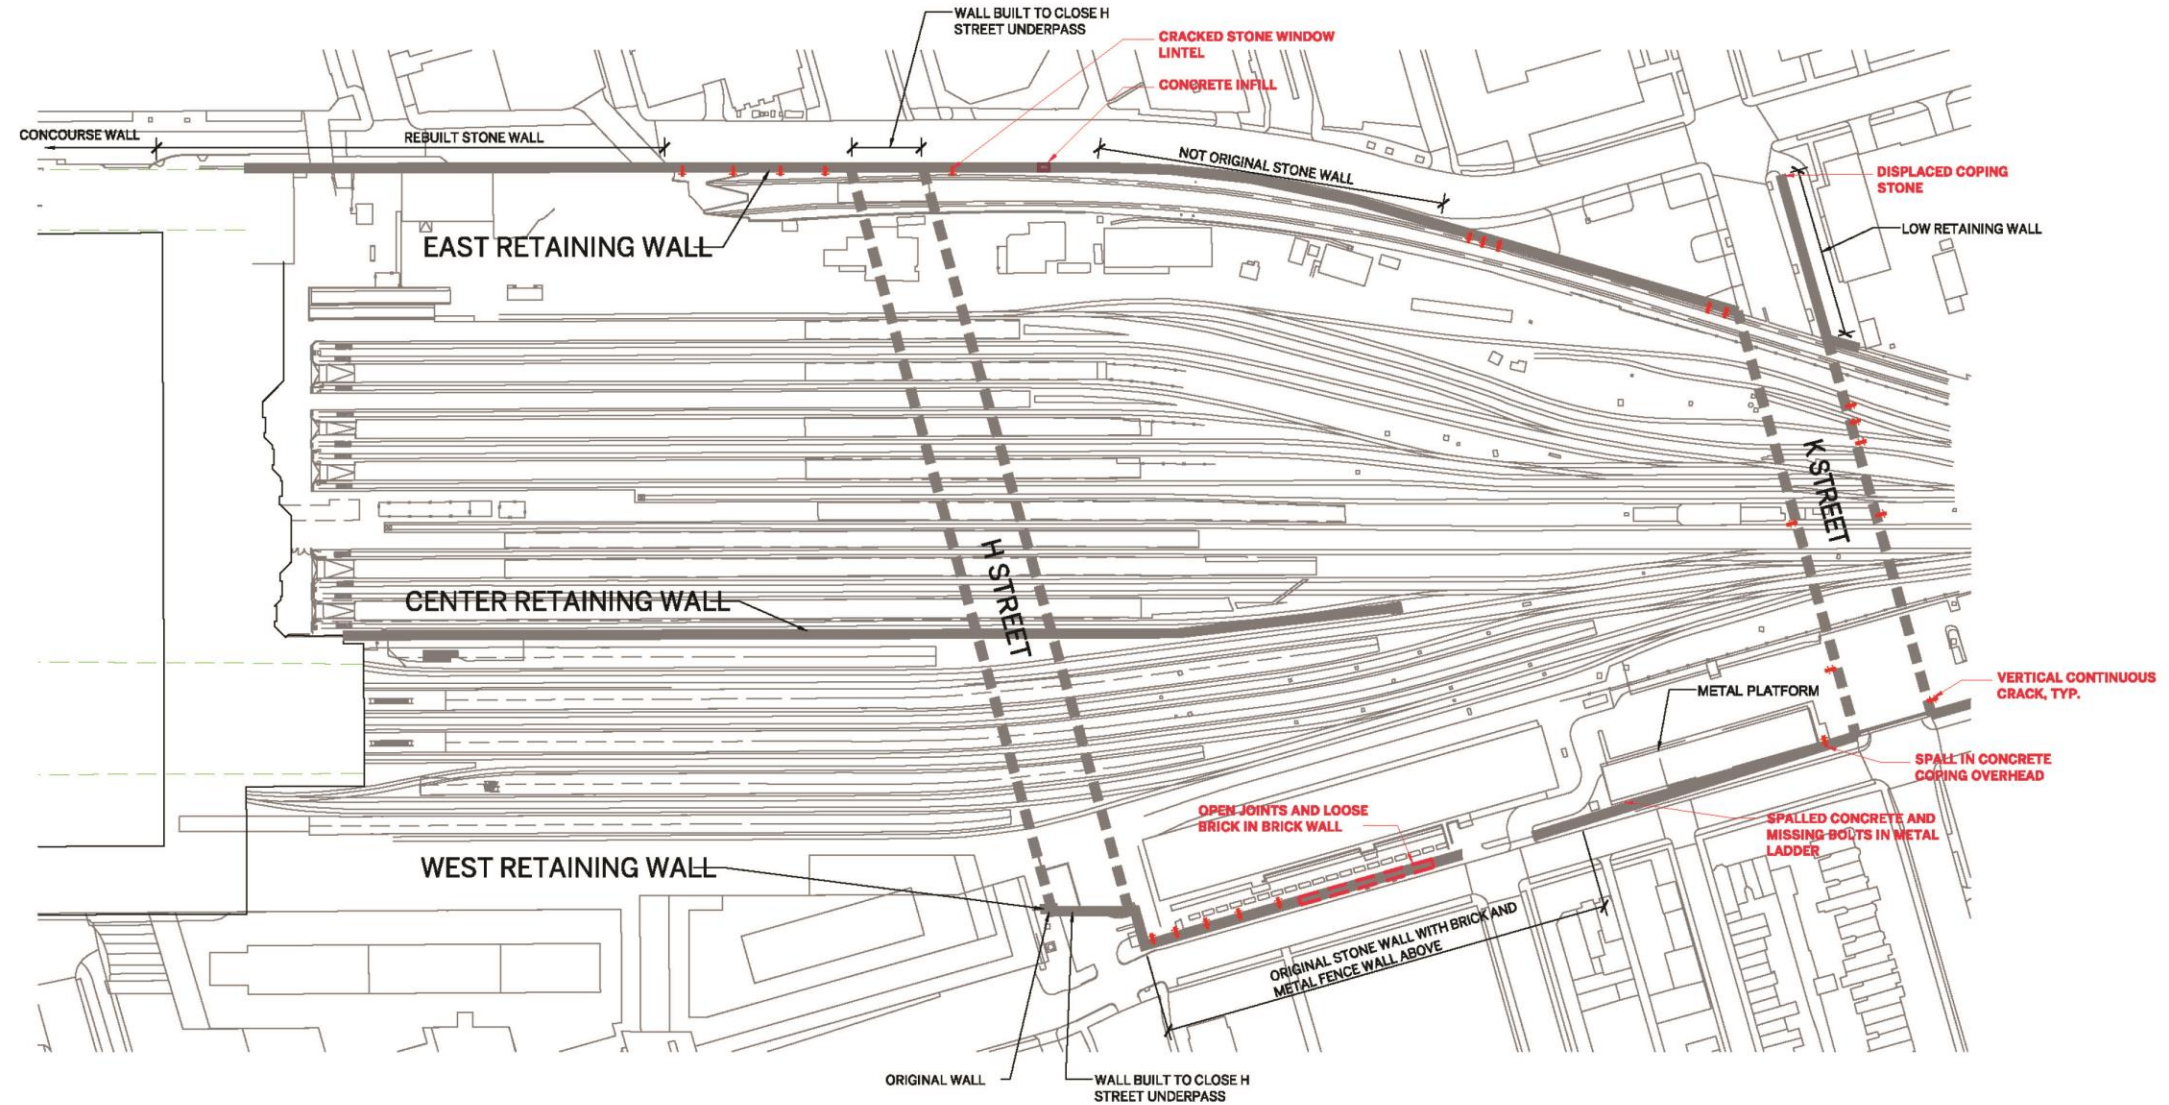 WALL BUILT TO CLOSE H
STREET UNDERPASS
CRACKED STONE WINDOW
LINTEL
CONCRETE INFILL
CONCOURSE WALL
REBUILT STONE WALL
NOT ORIGINAL STONE WALL
DISPLACED COPING
STONE
LOW RETAINING WALL
EAST RETAINING WALL
K STREET
H STREET
CENTER RETAINING WALL
VERTICAL CONTINUOUS
CRACK, TYP.
METAL PLATFORM
SPALL IN CONCRETE
COPING OVERHEAD
OPEN JOINTS AND LOOSE
BRICK IN BRICK WALL
SPALLED CONCRETE AND
MISSING BOLTS IN METAL
LADDER
WEST RETAINING WALL
ORIGINAL STONE WALL WITH BRICK AND
METAL FENCE WALL ABOVE
ORIGINAL WALL
WALL BUILT TO CLOSE H
STREET UNDERPASS